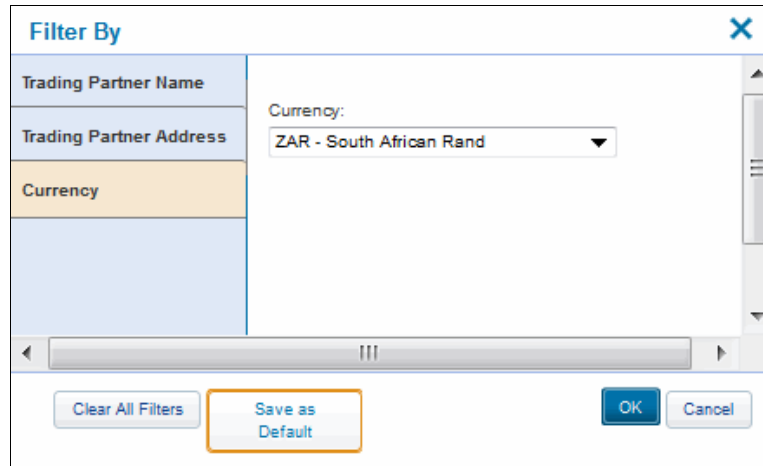 Filter By
Trading Partner Name
Trading Partner Address
Currency
Currency:
ZAR - South African Rand
Clear All Filters
Save as
Default
OK
Cancel